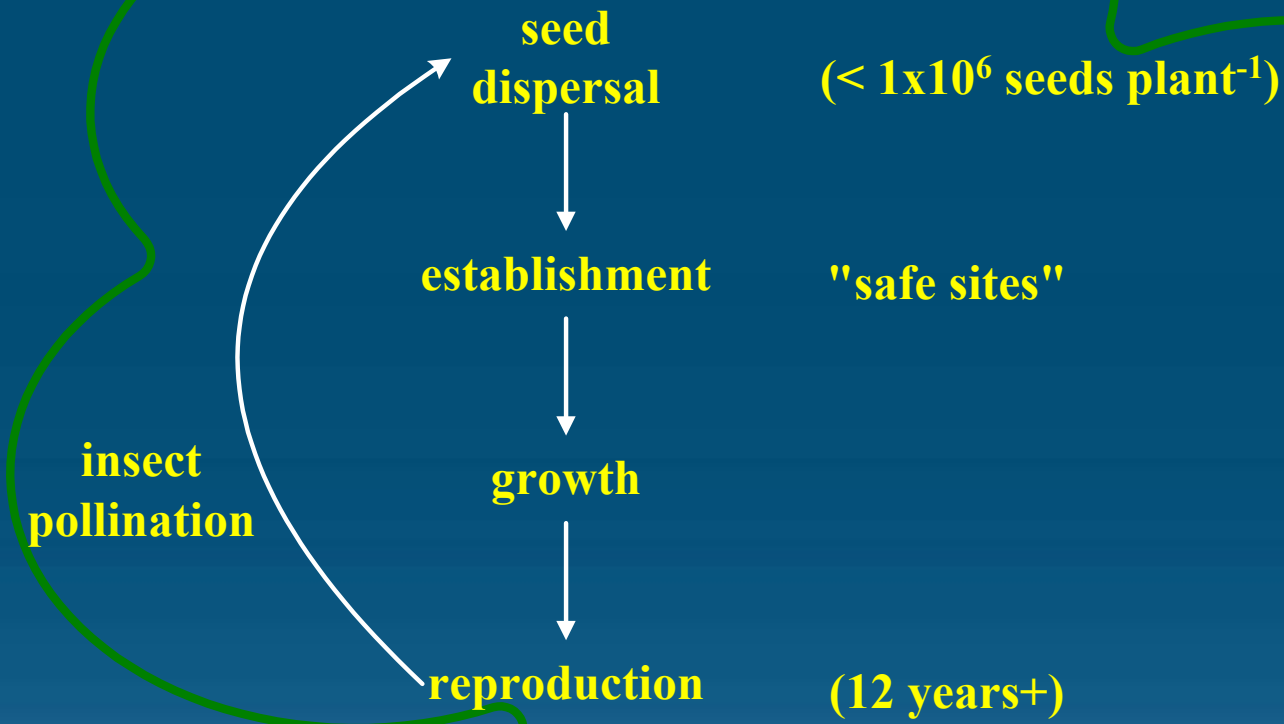 seed
dispersal
(< 1x10⁶ seeds plant⁻¹)
establishment
"safe sites"
insect
pollination
growth
reproduction
(12 years+)